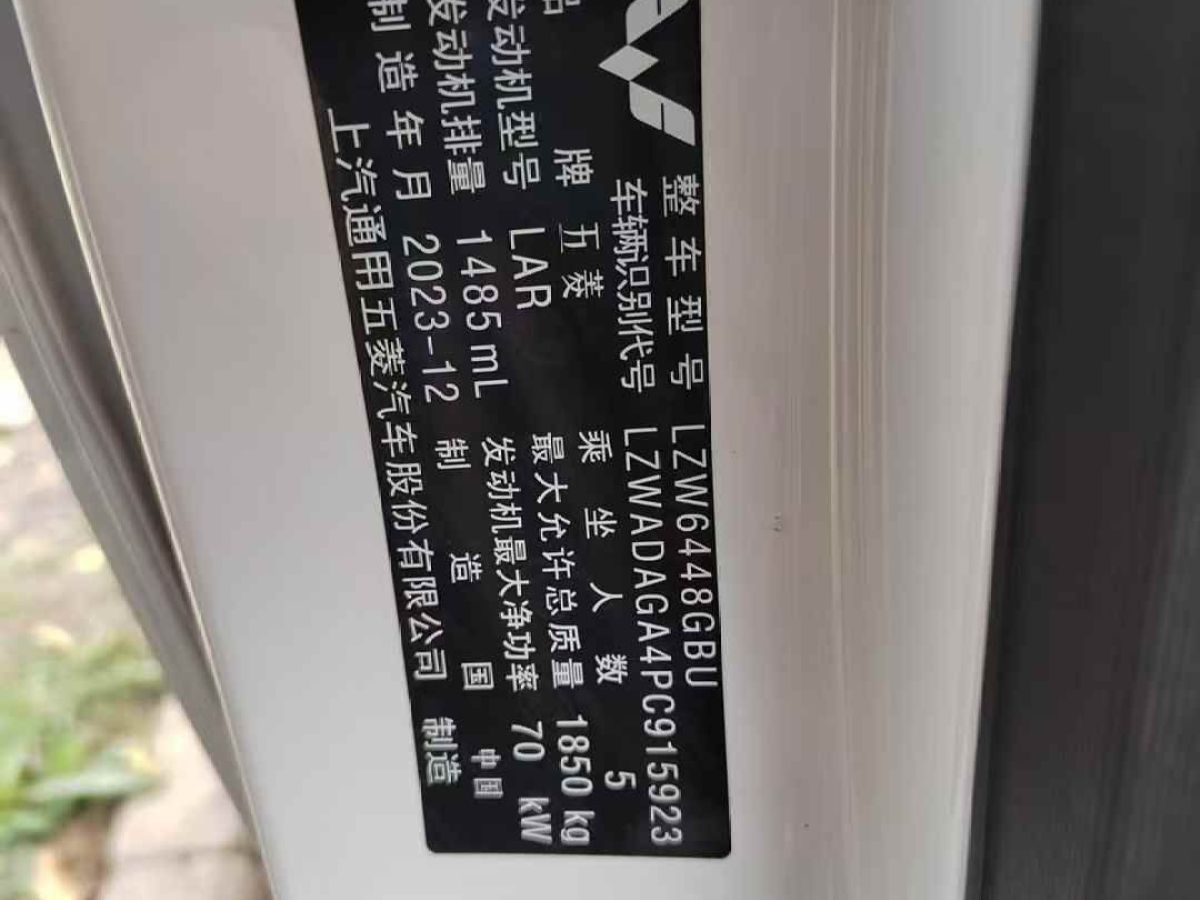 整车型号 LZW6448GBU
车辆识别代号 LZWADAGA4PC915923
品牌 五菱 乘坐人数 5
发动机型号 LAR 最大允许总质量 1850 kg
发动机排量 1485 mL 发动机最大净功率 70 kW
制造年月 2023-12 制造国 中国
上汽通用五菱汽车股份有限公司 制造